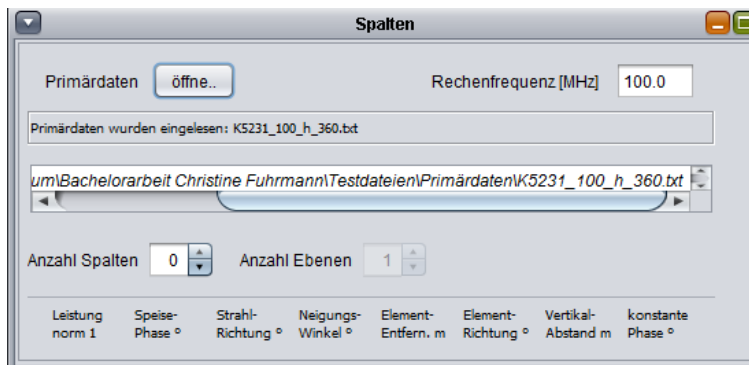 Spalten
Primärdaten öffne.. Rechenfrequenz [MHz] 100.0
Primärdaten wurden eingelesen: K5231_100_h_360.txt
um\Bachelorarbeit Christine Fuhrmann\Testdateien\Primärdaten\K5231_100_h_360.txt
Anzahl Spalten 0 Anzahl Ebenen 1
Leistung Speise- Strahl- Neigungs- Element- Element- Vertikal- konstante
norm 1 Phase º Richtung º Winkel º Entfern. m Richtung º Abstand m Phase º